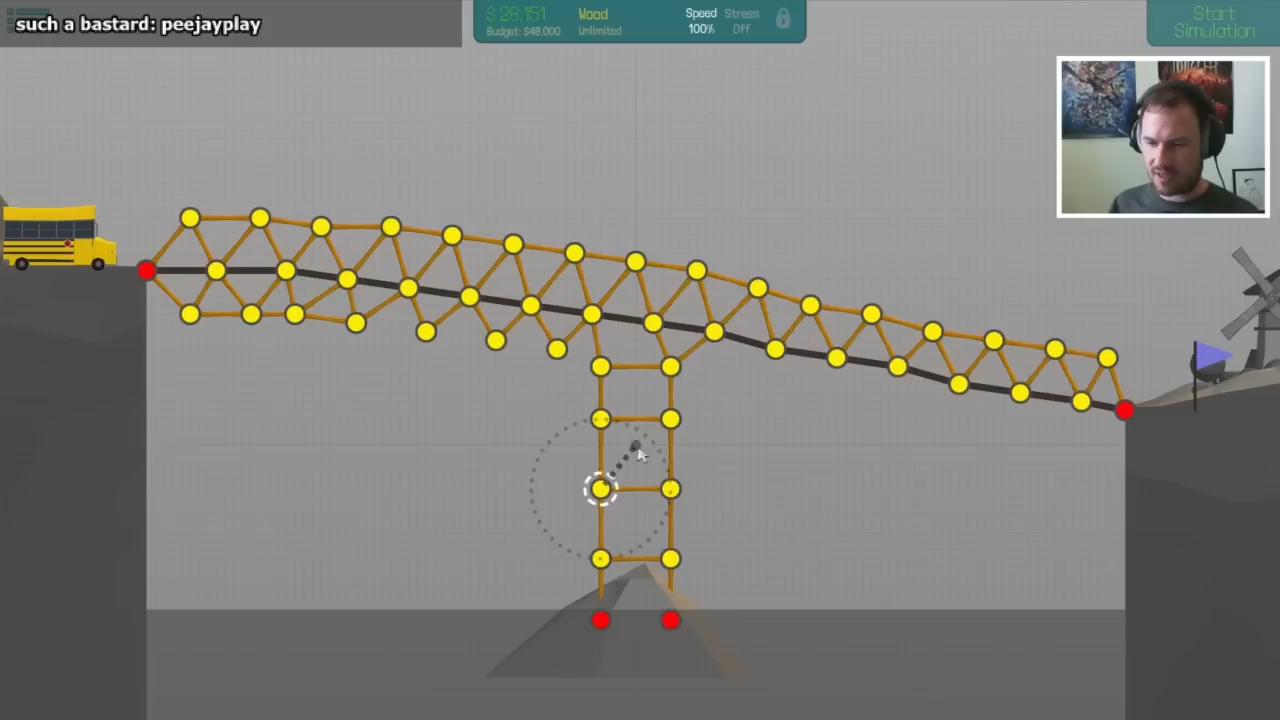 such a bastard: peejayplay
$ 28,151
Budget: $48,000
Wood
Unlimited
Speed
100%
Stress
Off
Start
Simulation